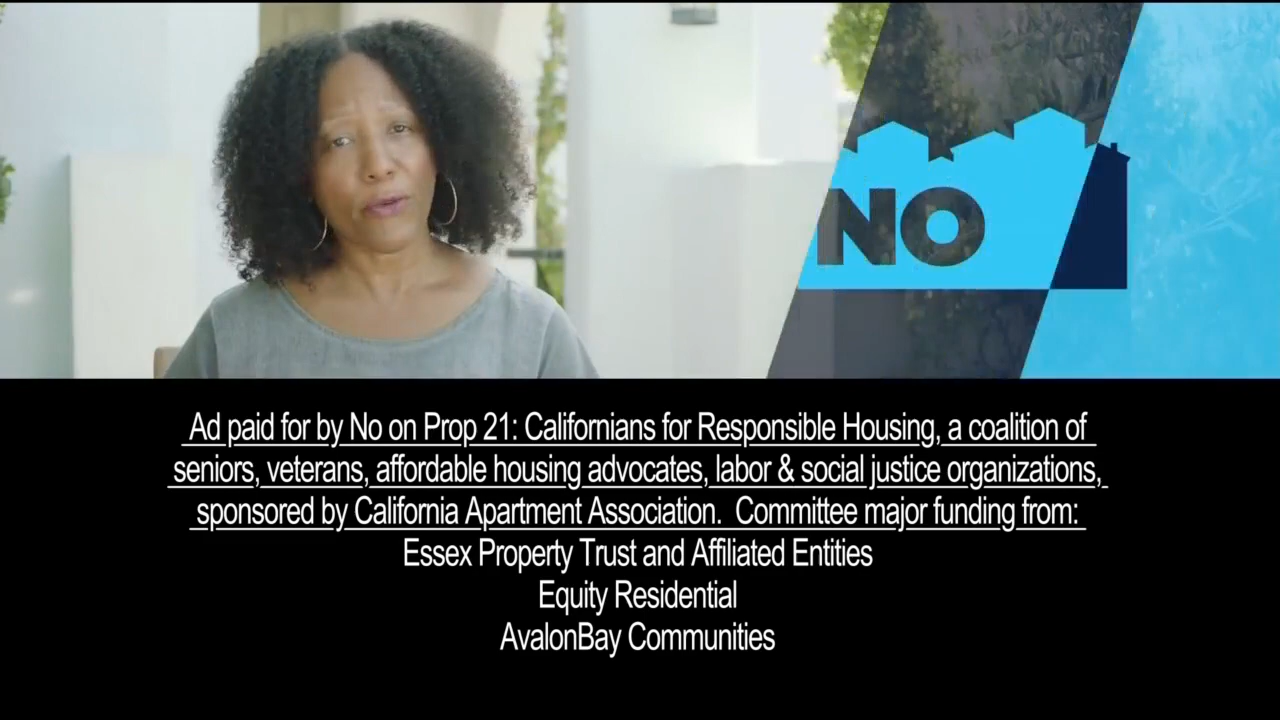 NO
Ad paid for by No on Prop 21: Californians for Responsible Housing, a coalition of
seniors, veterans, affordable housing advocates, labor & social justice organizations,
sponsored by California Apartment Association.  Committee major funding from:
Essex Property Trust and Affiliated Entities
Equity Residential
AvalonBay Communities